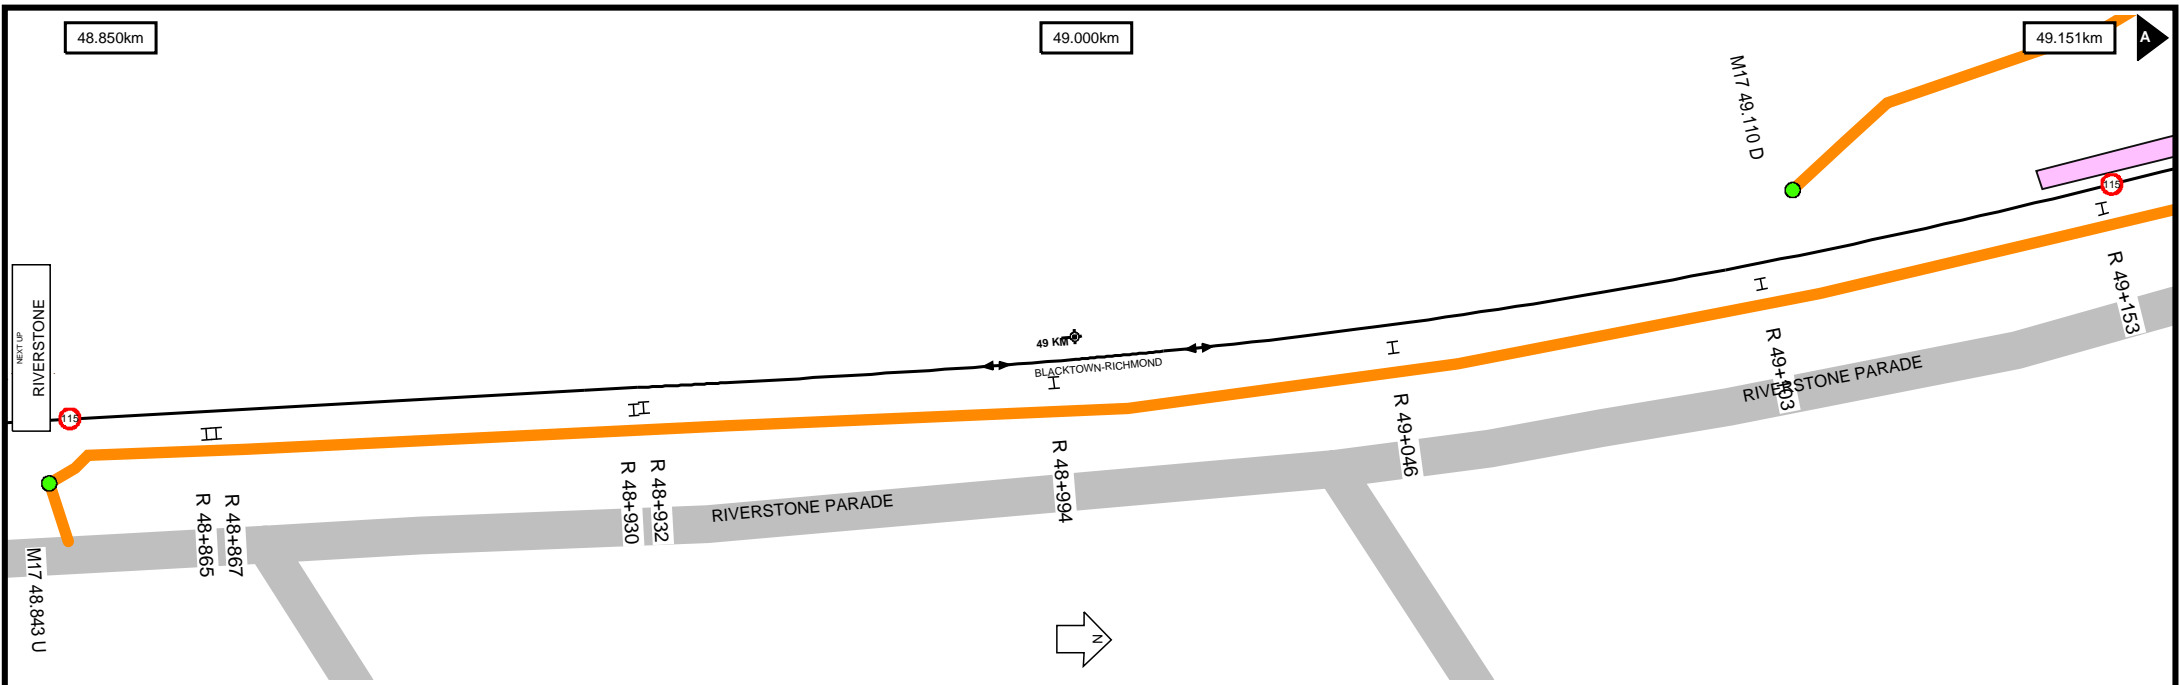 48.850km
49.000km
49.151km
A
M17 49.110 D
115
NEXT UP
RIVERSTONE
115
49 KM
BLACKTOWN-RICHMOND
R 49+153
R 49+103
RIVERSTONE PARADE
R 49+046
R 48+994
R 48+932
R 48+930
RIVERSTONE PARADE
R 48+867
R 48+865
M17 48.843 U
N